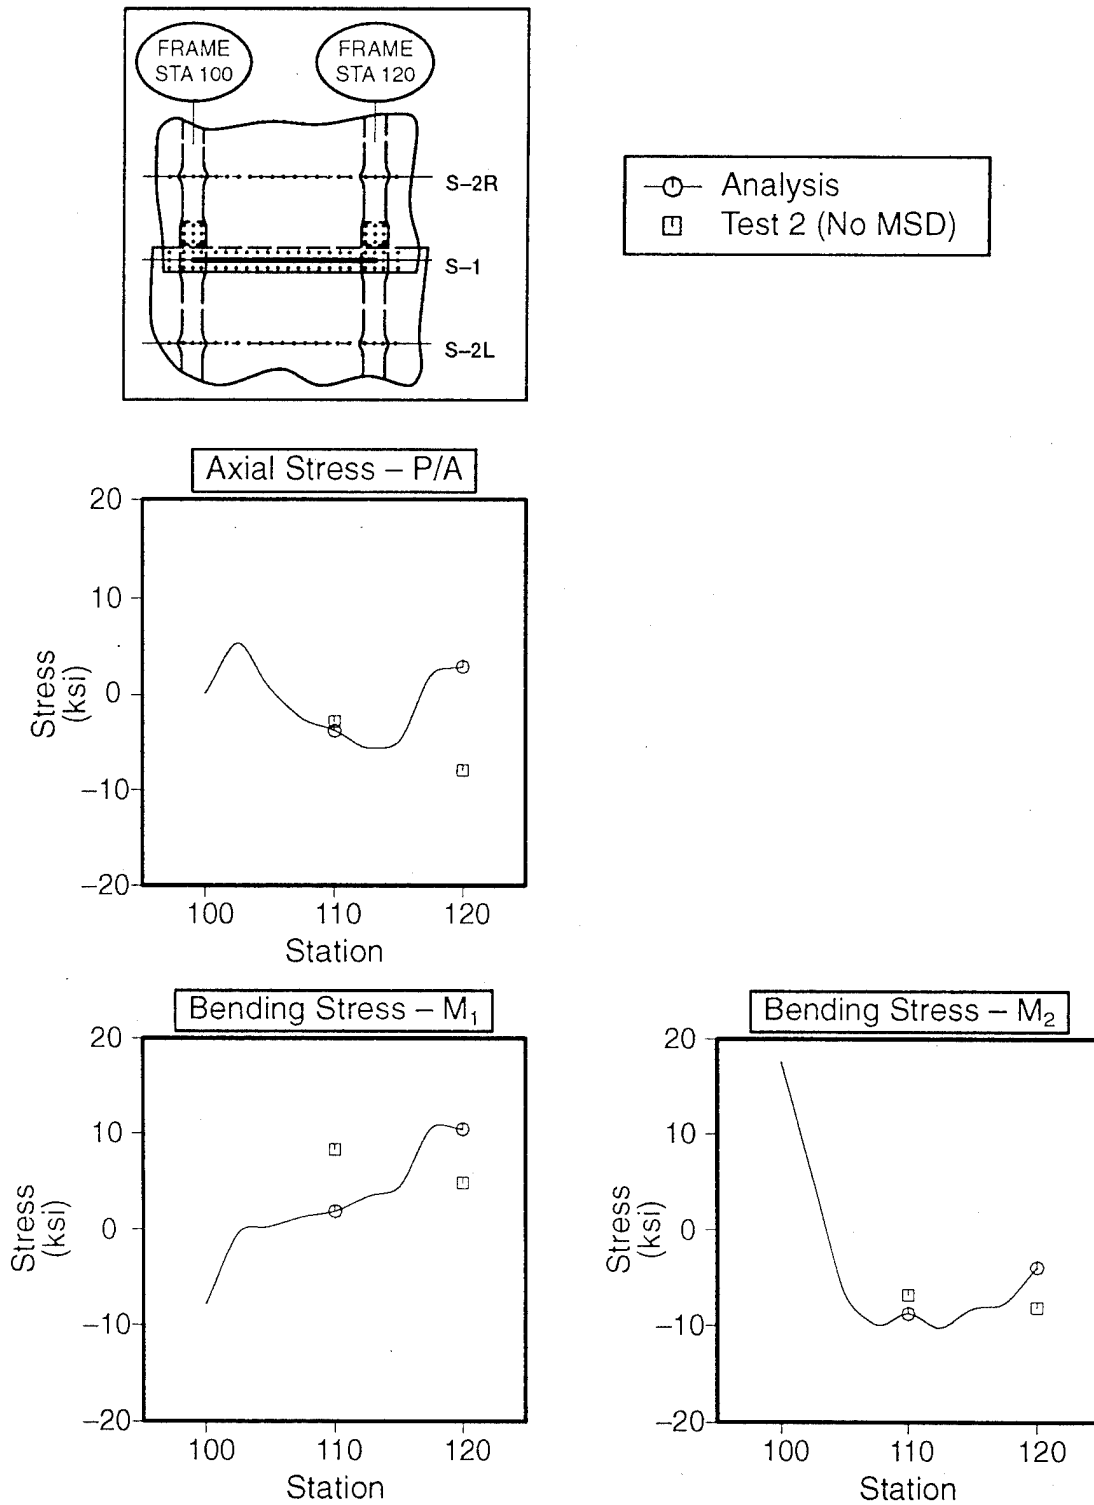 FRAME
STA 100
FRAME
STA 120
S-2R
S-1
S-2L
Analysis
Test 2 (No MSD)
Axial Stress – P/A
20
10
0
–10
–20
Stress
(ksi)
100 110 120
Station
Bending Stress – M₁
20
10
0
–10
–20
Stress
(ksi)
100 110 120
Station
Bending Stress – M₂
20
10
0
–10
–20
Stress
(ksi)
100 110 120
Station